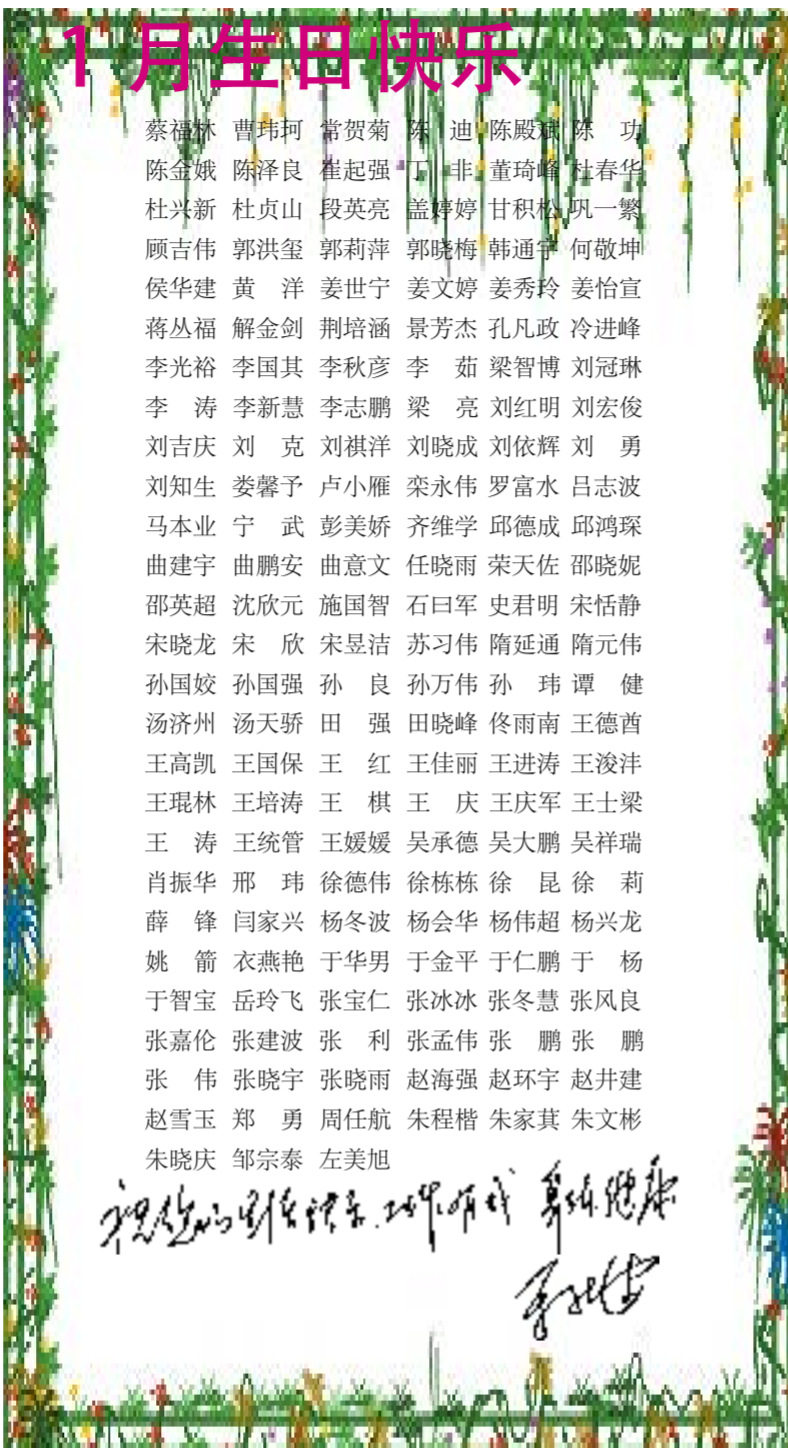 1月生日快乐
蔡福林 曹玮珂 常贺菊 陈　迪 陈殿斌 陈　功
陈金娥 陈泽良 崔起强 丁　非 董琦峰 杜春华
杜兴新 杜贞山 段英亮 盖婷婷 甘积松 巩一繁
顾吉伟 郭洪玺 郭莉萍 郭晓梅 韩通宇 何敬坤
侯华建 黄　洋 姜世宁 姜文婷 姜秀玲 姜怡宣
蒋丛福 解金剑 荆培涵 景芳杰 孔凡政 冷进峰
李光裕 李国其 李秋彦 李　茹 梁智博 刘冠琳
李　涛 李新慧 李志鹏 梁　亮 刘红明 刘宏俊
刘吉庆 刘　克 刘祺洋 刘晓成 刘依辉 刘　勇
刘知生 娄馨予 卢小雁 栾永伟 罗富水 吕志波
马本业 宁　武 彭美娇 齐维学 邱德成 邱鸿琛
曲建宇 曲鹏安 曲意文 任晓雨 荣天佐 邵晓妮
邵英超 沈欣元 施国智 石曰军 史君明 宋恬静
宋晓龙 宋　欣 宋昱洁 苏习伟 隋延通 隋元伟
孙国姣 孙国强 孙　良 孙万伟 孙　玮 谭　健
汤济州 汤天骄 田　强 田晓峰 佟雨南 王德酋
王高凯 王国保 王　红 王佳丽 王进涛 王浚沣
王琨林 王培涛 王　棋 王　庆 王庆军 王士梁
王　涛 王统管 王媛媛 吴承德 吴大鹏 吴祥瑞
肖振华 邢　玮 徐德伟 徐栋栋 徐　昆 徐　莉
薛　锋 闫家兴 杨冬波 杨会华 杨伟超 杨兴龙
姚　箭 衣燕艳 于华男 于金平 于仁鹏 于　杨
于智宝 岳玲飞 张宝仁 张冰冰 张冬慧 张风良
张嘉伦 张建波 张　利 张孟伟 张　鹏 张　鹏
张　伟 张晓宇 张晓雨 赵海强 赵环宇 赵井建
赵雪玉 郑　勇 周任航 朱程楷 朱家萁 朱文彬
朱晓庆 邹宗泰 左美旭